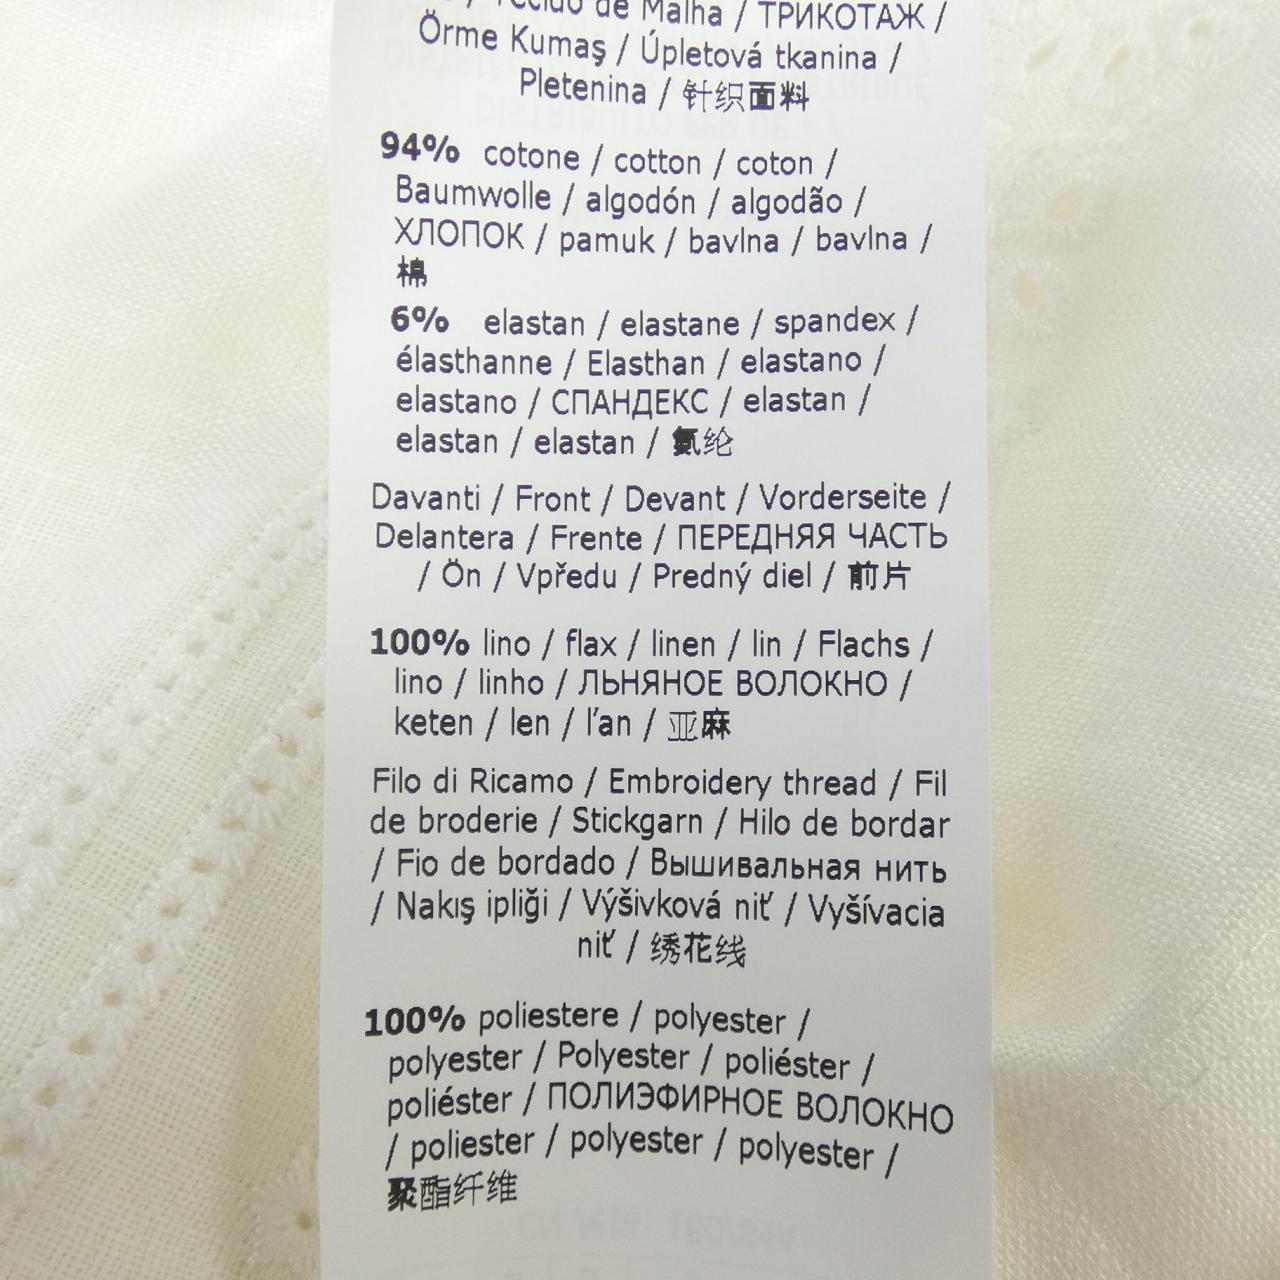 / Tecido de Malha / ТРИКОТАЖ /
Örme Kumaş / Úpletová tkanina /
Pletenina / 针织面料
94% cotone / cotton / coton /
Baumwolle / algodón / algodão /
ХЛОПОК / pamuk / bavlna / bavlna /
棉
6% elastan / elastane / spandex /
élasthanne / Elasthan / elastano /
elastano / СПАНДЕКС / elastan /
elastan / elastan / 氨纶
Davanti / Front / Devant / Vorderseite /
Delantera / Frente / ПЕРЕДНЯЯ ЧАСТЬ
/ Ön / Vpředu / Predný diel / 前片
100% lino / flax / linen / lin / Flachs /
lino / linho / ЛЬНЯНОЕ ВОЛОКНО /
keten / len / ľan / 亚麻
Filo di Ricamo / Embroidery thread / Fil
de broderie / Stickgarn / Hilo de bordar
/ Fio de bordado / Вышивальная нить
/ Nakış ipliği / Výšivková niť / Vyšívacia
niť / 绣花线
100% poliestere / polyester /
polyester / Polyester / poliéster /
poliéster / ПОЛИЭФИРНОЕ ВОЛОКНО
/ poliester / polyester / polyester /
聚酯纤维